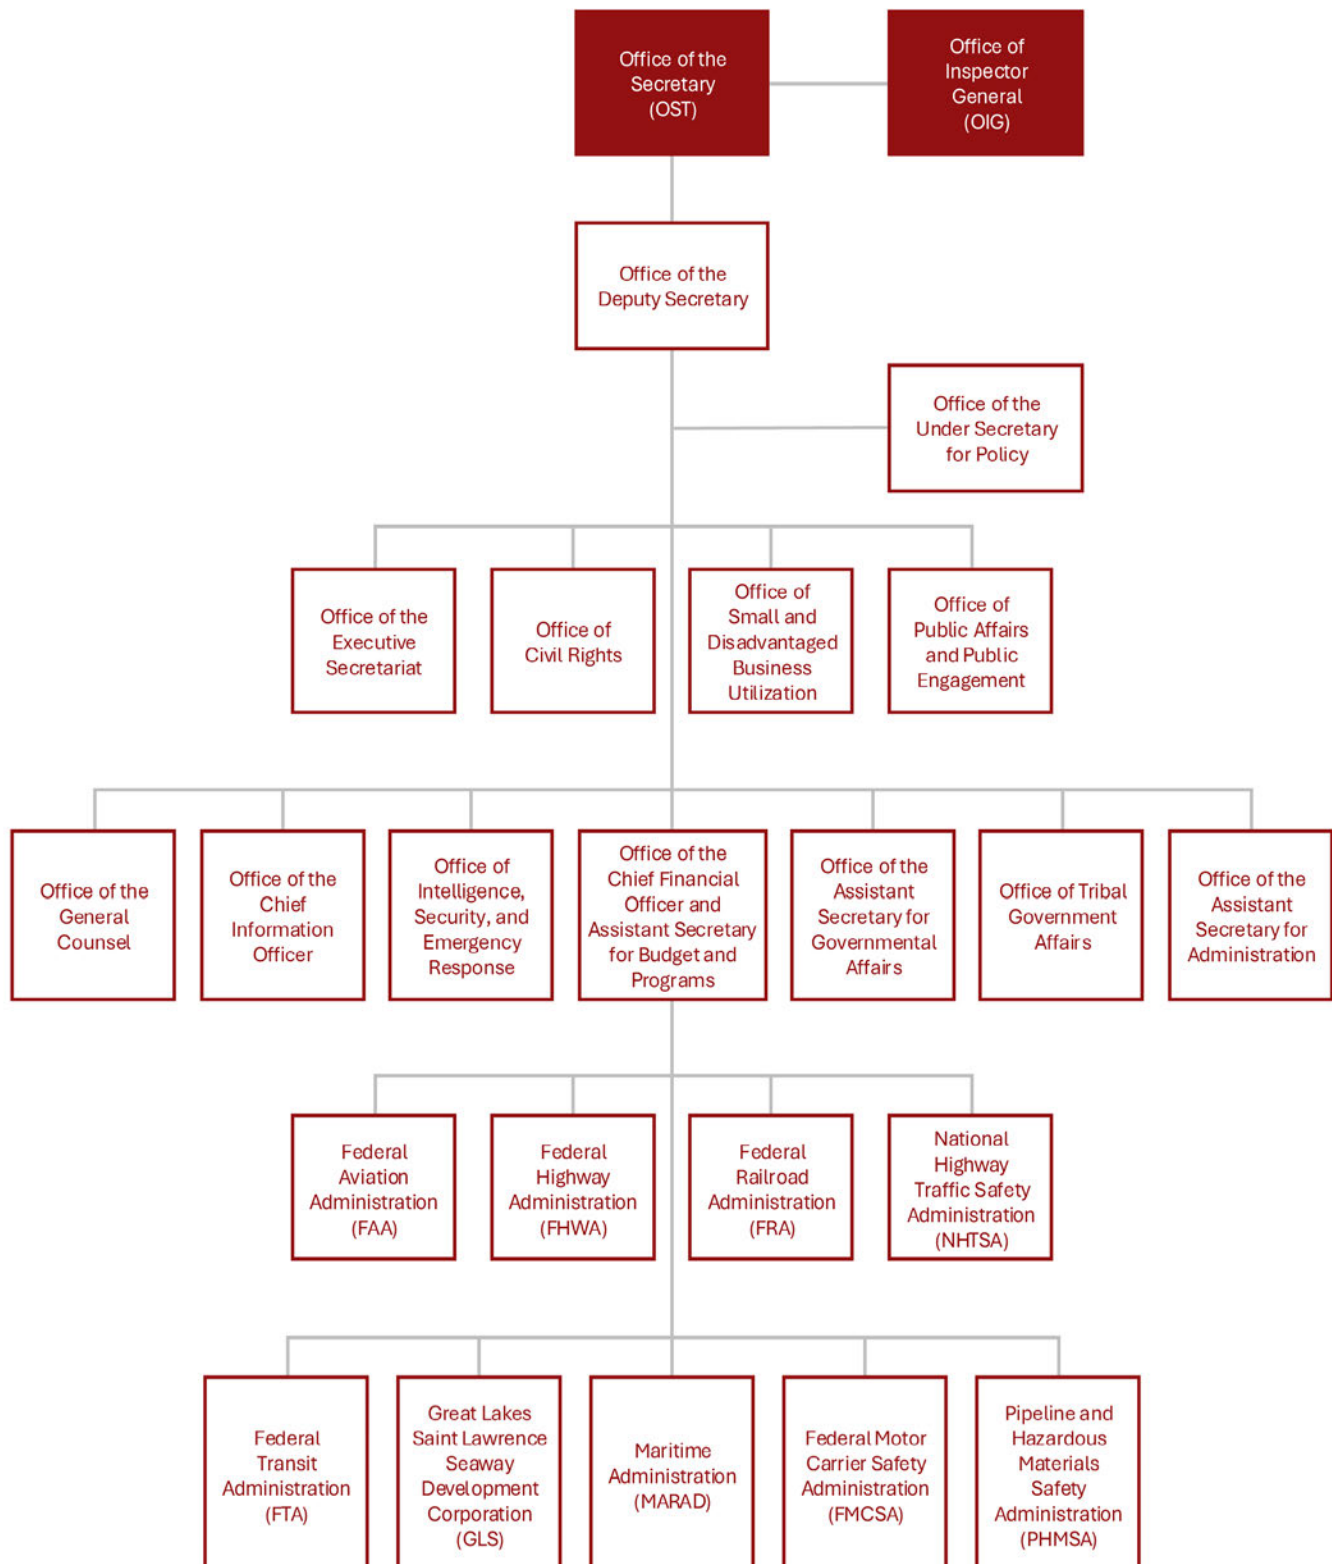 Office of the
Secretary
(OST)
Office of
Inspector
General
(OIG)
Office of the
Deputy Secretary
Office of the
Under Secretary
for Policy
Office of the
Executive
Secretariat
Office of
Civil Rights
Office of
Small and
Disadvantaged
Business
Utilization
Office of
Public Affairs
and Public
Engagement
Office of the
General
Counsel
Office of the
Chief
Information
Officer
Office of
Intelligence,
Security, and
Emergency
Response
Office of the
Chief Financial
Officer and
Assistant Secretary
for Budget and
Programs
Office of the
Assistant
Secretary for
Governmental
Affairs
Office of Tribal
Government
Affairs
Office of the
Assistant
Secretary for
Administration
Federal
Aviation
Administration
(FAA)
Federal
Highway
Administration
(FHWA)
Federal
Railroad
Administration
(FRA)
National
Highway
Traffic Safety
Administration
(NHTSA)
Federal
Transit
Administration
(FTA)
Great Lakes
Saint Lawrence
Seaway
Development
Corporation
(GLS)
Maritime
Administration
(MARAD)
Federal Motor
Carrier Safety
Administration
(FMCSA)
Pipeline and
Hazardous
Materials
Safety
Administration
(PHMSA)